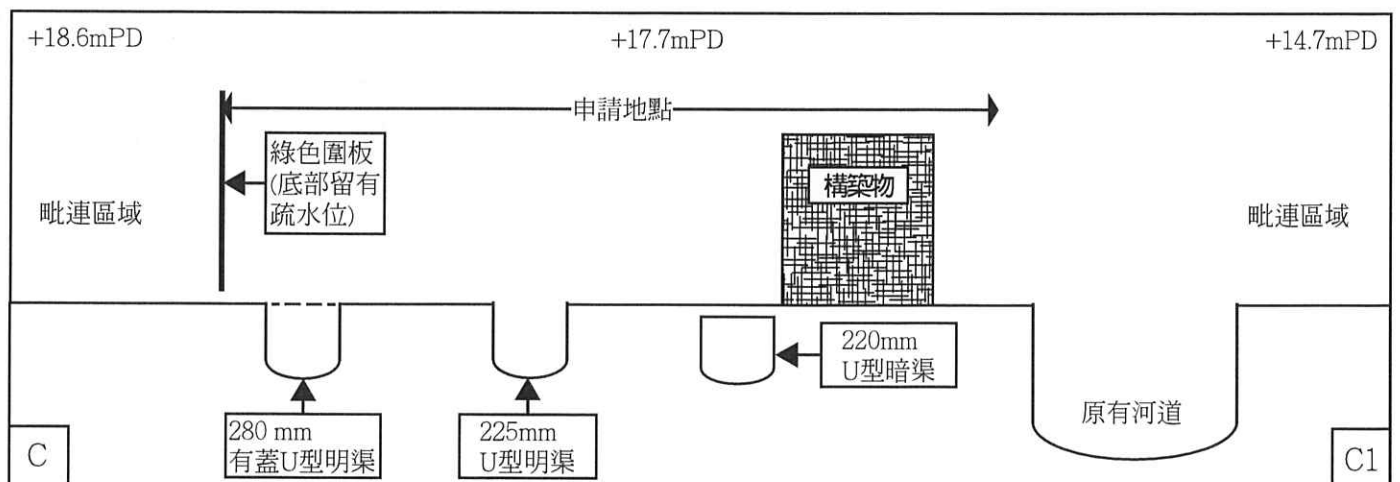 +18.6mPD
+17.7mPD
+14.7mPD
申請地點
綠色圍板
(底部留有
疏水位)
構築物
毗連區域
毗連區域
220mm
U型暗渠
原有河道
280 mm
有蓋U型明渠
225mm
U型明渠
C
C1